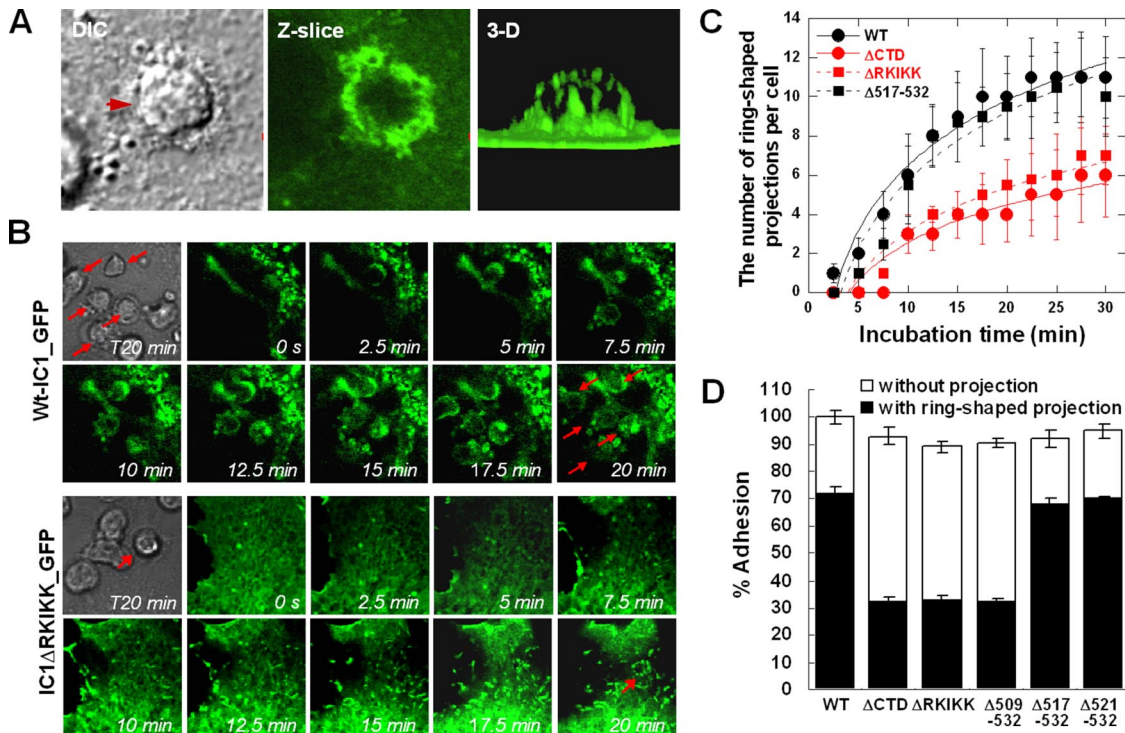 A
DIC
Z-slice
3-D
B
Wt-IC1_GFP
T20 min
0 s
2.5 min
5 min
7.5 min
10 min
12.5 min
15 min
17.5 min
20 min
IC1ΔRKIKK_GFP
T20 min
0 s
2.5 min
5 min
7.5 min
10 min
12.5 min
15 min
17.5 min
20 min
C
The number of ring-shaped
projections per cell
14
12
10
8
6
4
2
0
WT
ΔCTD
ΔRKIKK
Δ517-532
0 5 10 15 20 25 30
Incubation time (min)
D
% Adhesion
110
100
90
80
70
60
50
40
30
20
10
0
without projection
with ring-shaped projection
WT ΔCTD ΔRKIKK Δ509 Δ517 Δ521
-532 -532 -532